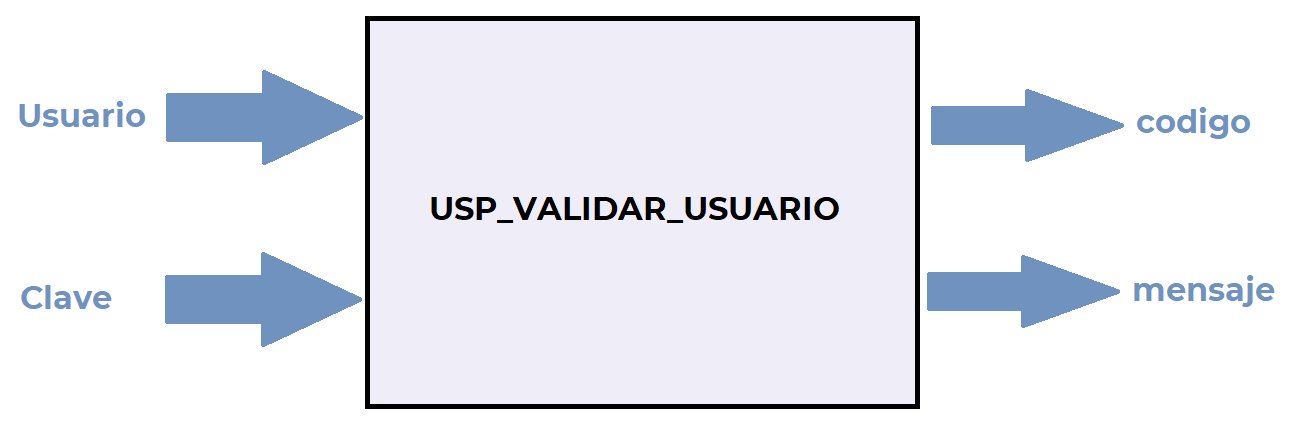 Usuario
Clave
USP_VALIDAR_USUARIO
codigo
mensaje